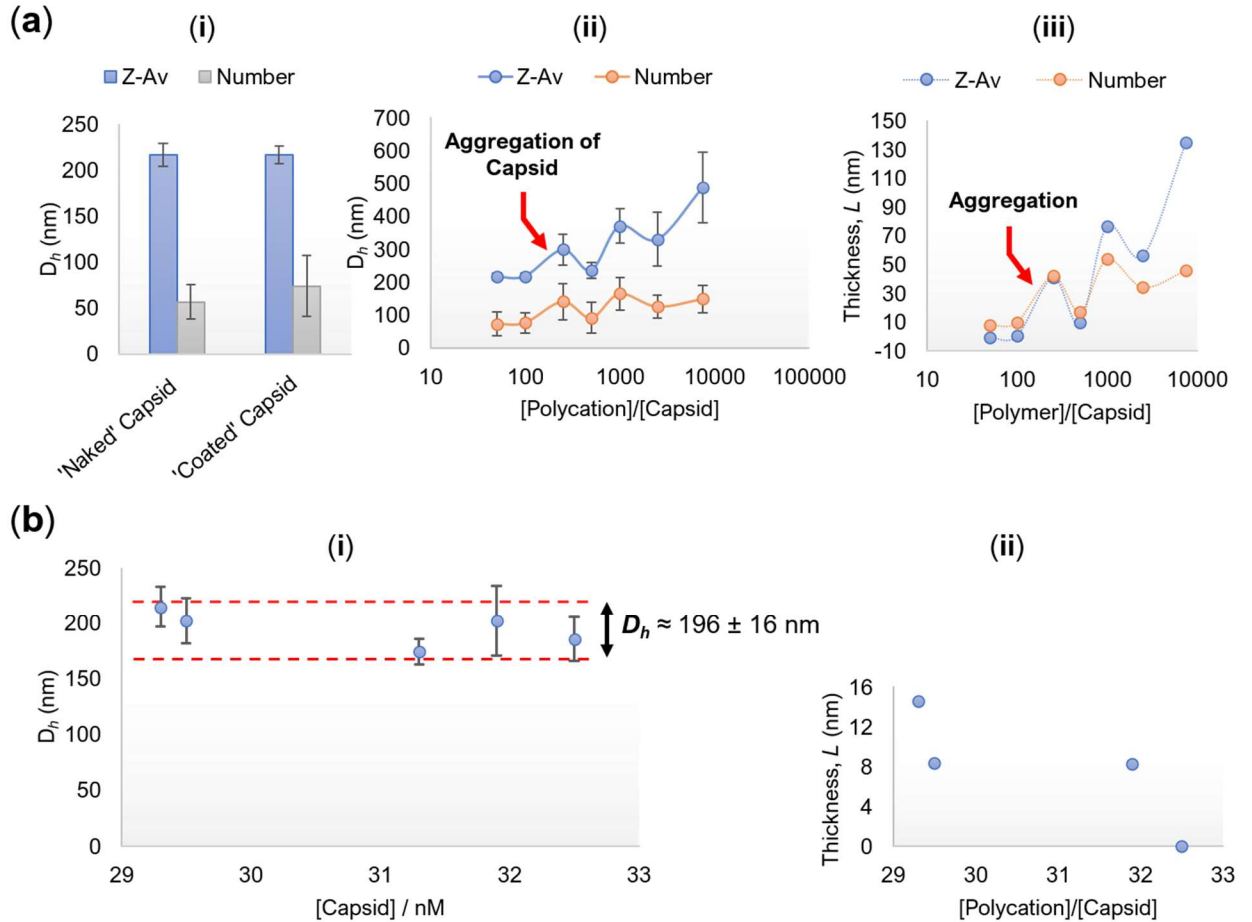 (a)
(i)
Z-Av
Number
D_h (nm)
250
200
150
100
50
0
'Naked' Capsid
'Coated' Capsid
(ii)
Z-Av
Number
D_h (nm)
700
600
500
400
300
200
100
0
Aggregation of
Capsid
10
100
1000
10000
100000
[Polycation]/[Capsid]
(iii)
Z-Av
Number
Thickness, L (nm)
150
130
110
90
70
50
30
10
-10
Aggregation
10
100
1000
10000
[Polymer]/[Capsid]
(b)
(i)
D_h (nm)
250
200
150
100
50
0
D_h ≈ 196 ± 16 nm
29
30
31
32
33
[Capsid] / nM
(ii)
Thickness, L (nm)
16
12
8
4
0
29
30
31
32
33
[Polycation]/[Capsid]